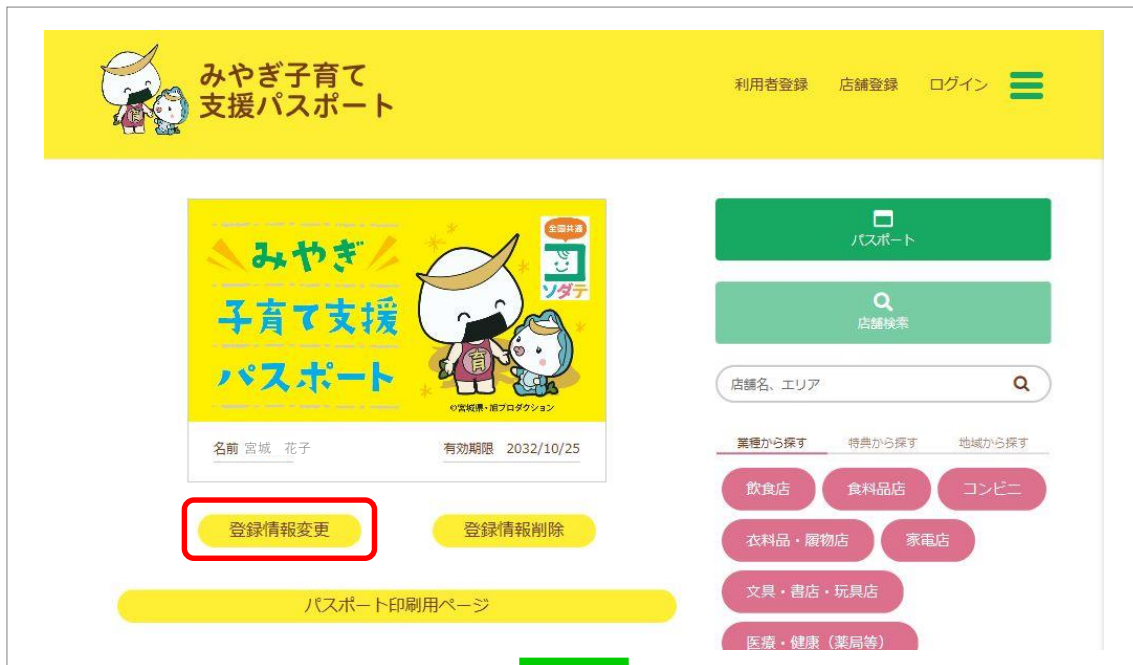 みやぎ子育て
支援パスポート
利用者登録 店舗登録 ログイン
みやぎ
子育て支援
パスポート
全国共通
ソダテ
育
©宮城県・旭プロダクション
名前 宮城 花子 有効期限 2032/10/25
登録情報変更 登録情報削除
パスポート印刷用ページ
パスポート
店舗検索
店舗名、エリア
業種から探す 特典から探す 地域から探す
飲食店 食料品店 コンビニ
衣料品・履物店 家電店
文具・書店・玩具店
医療・健康（薬局等）